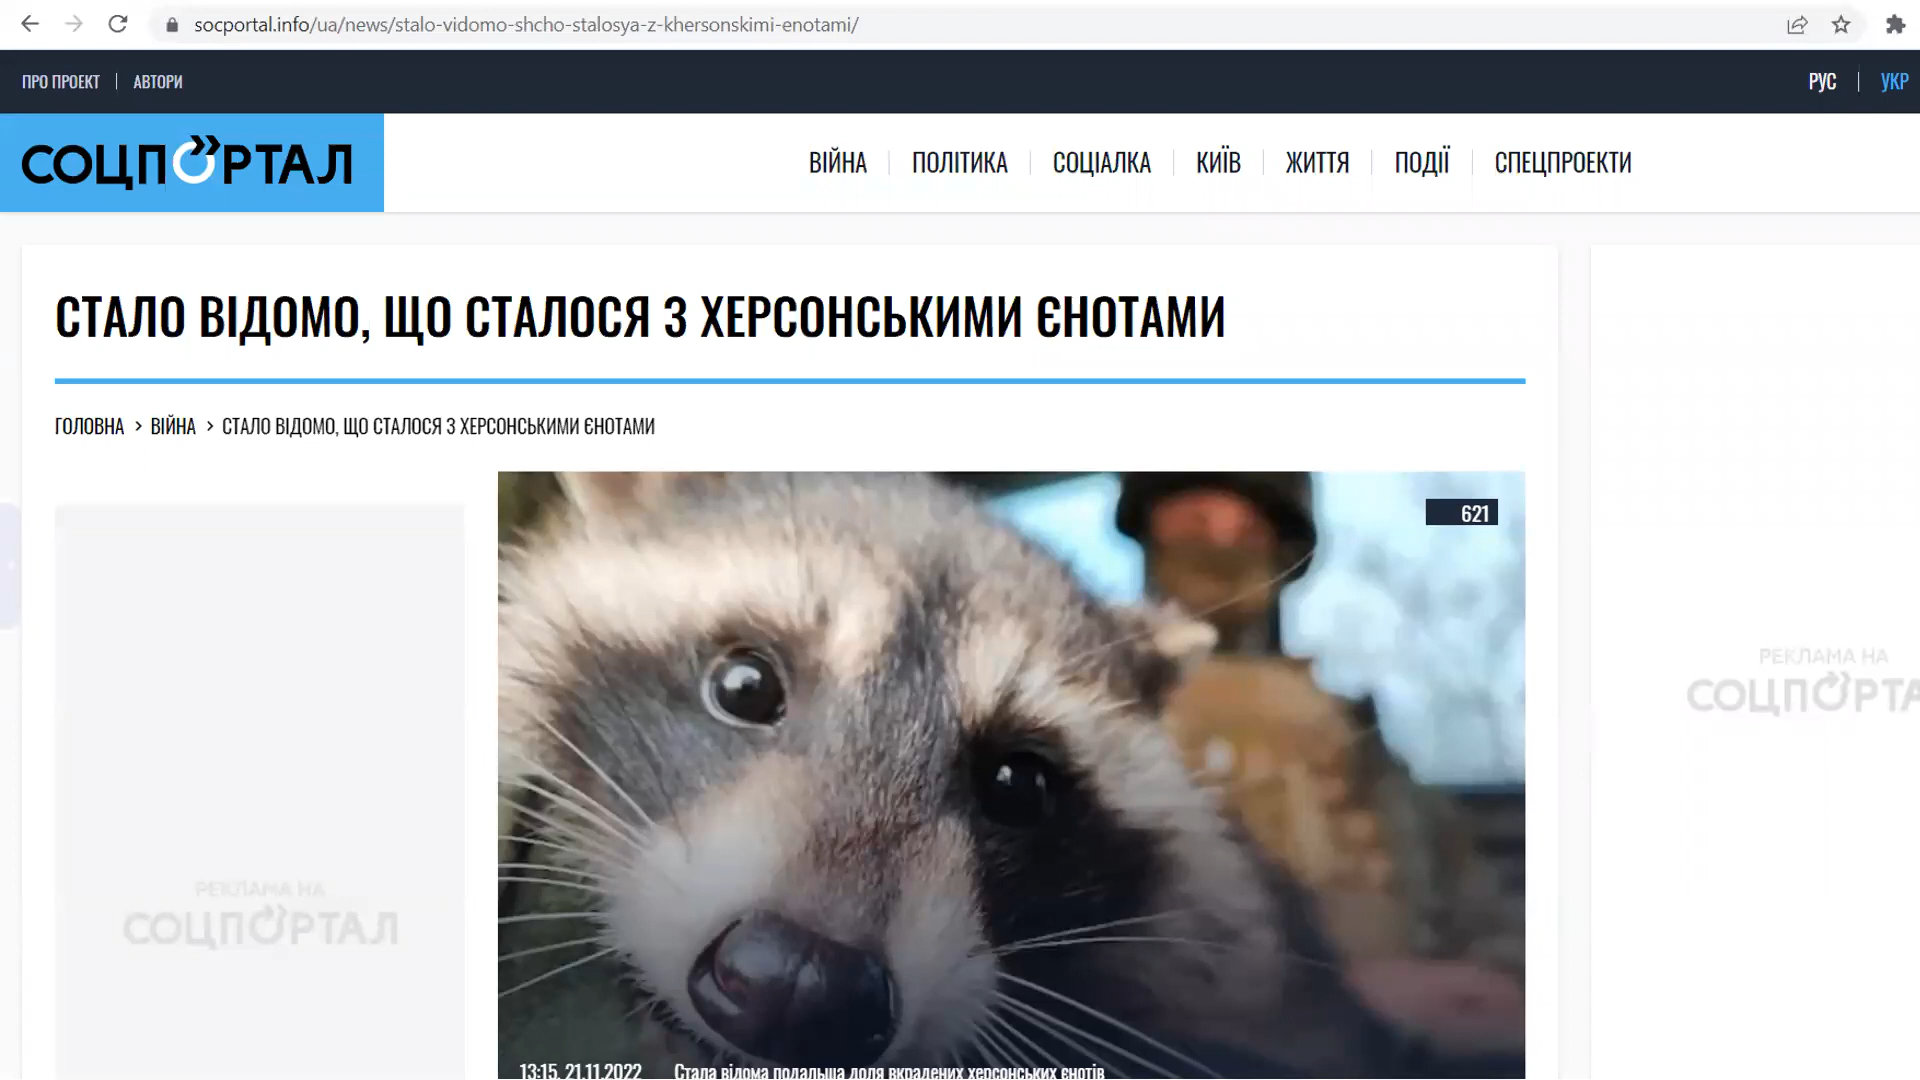 socportal.info/ua/news/stalo-vidomo-shcho-stalosya-z-khersonskimi-enotami/
ПРО ПРОЕКТ | АВТОРИ
РУС | УКР
СОЦПОРТАЛ
ВІЙНА | ПОЛІТИКА | СОЦІАЛКА | КИЇВ | ЖИТТЯ | ПОДІЇ | СПЕЦПРОЕКТИ
СТАЛО ВІДОМО, ЩО СТАЛОСЯ З ХЕРСОНСЬКИМИ ЄНОТАМИ
ГОЛОВНА > ВІЙНА > СТАЛО ВІДОМО, ЩО СТАЛОСЯ З ХЕРСОНСЬКИМИ ЄНОТАМИ
621
РЕКЛАМА НА
СОЦПОРТА
РЕКЛАМА НА
СОЦПОРТАЛ
13:15, 21.11.2022 Стала відома подальша доля вкрадених херсонських єнотів